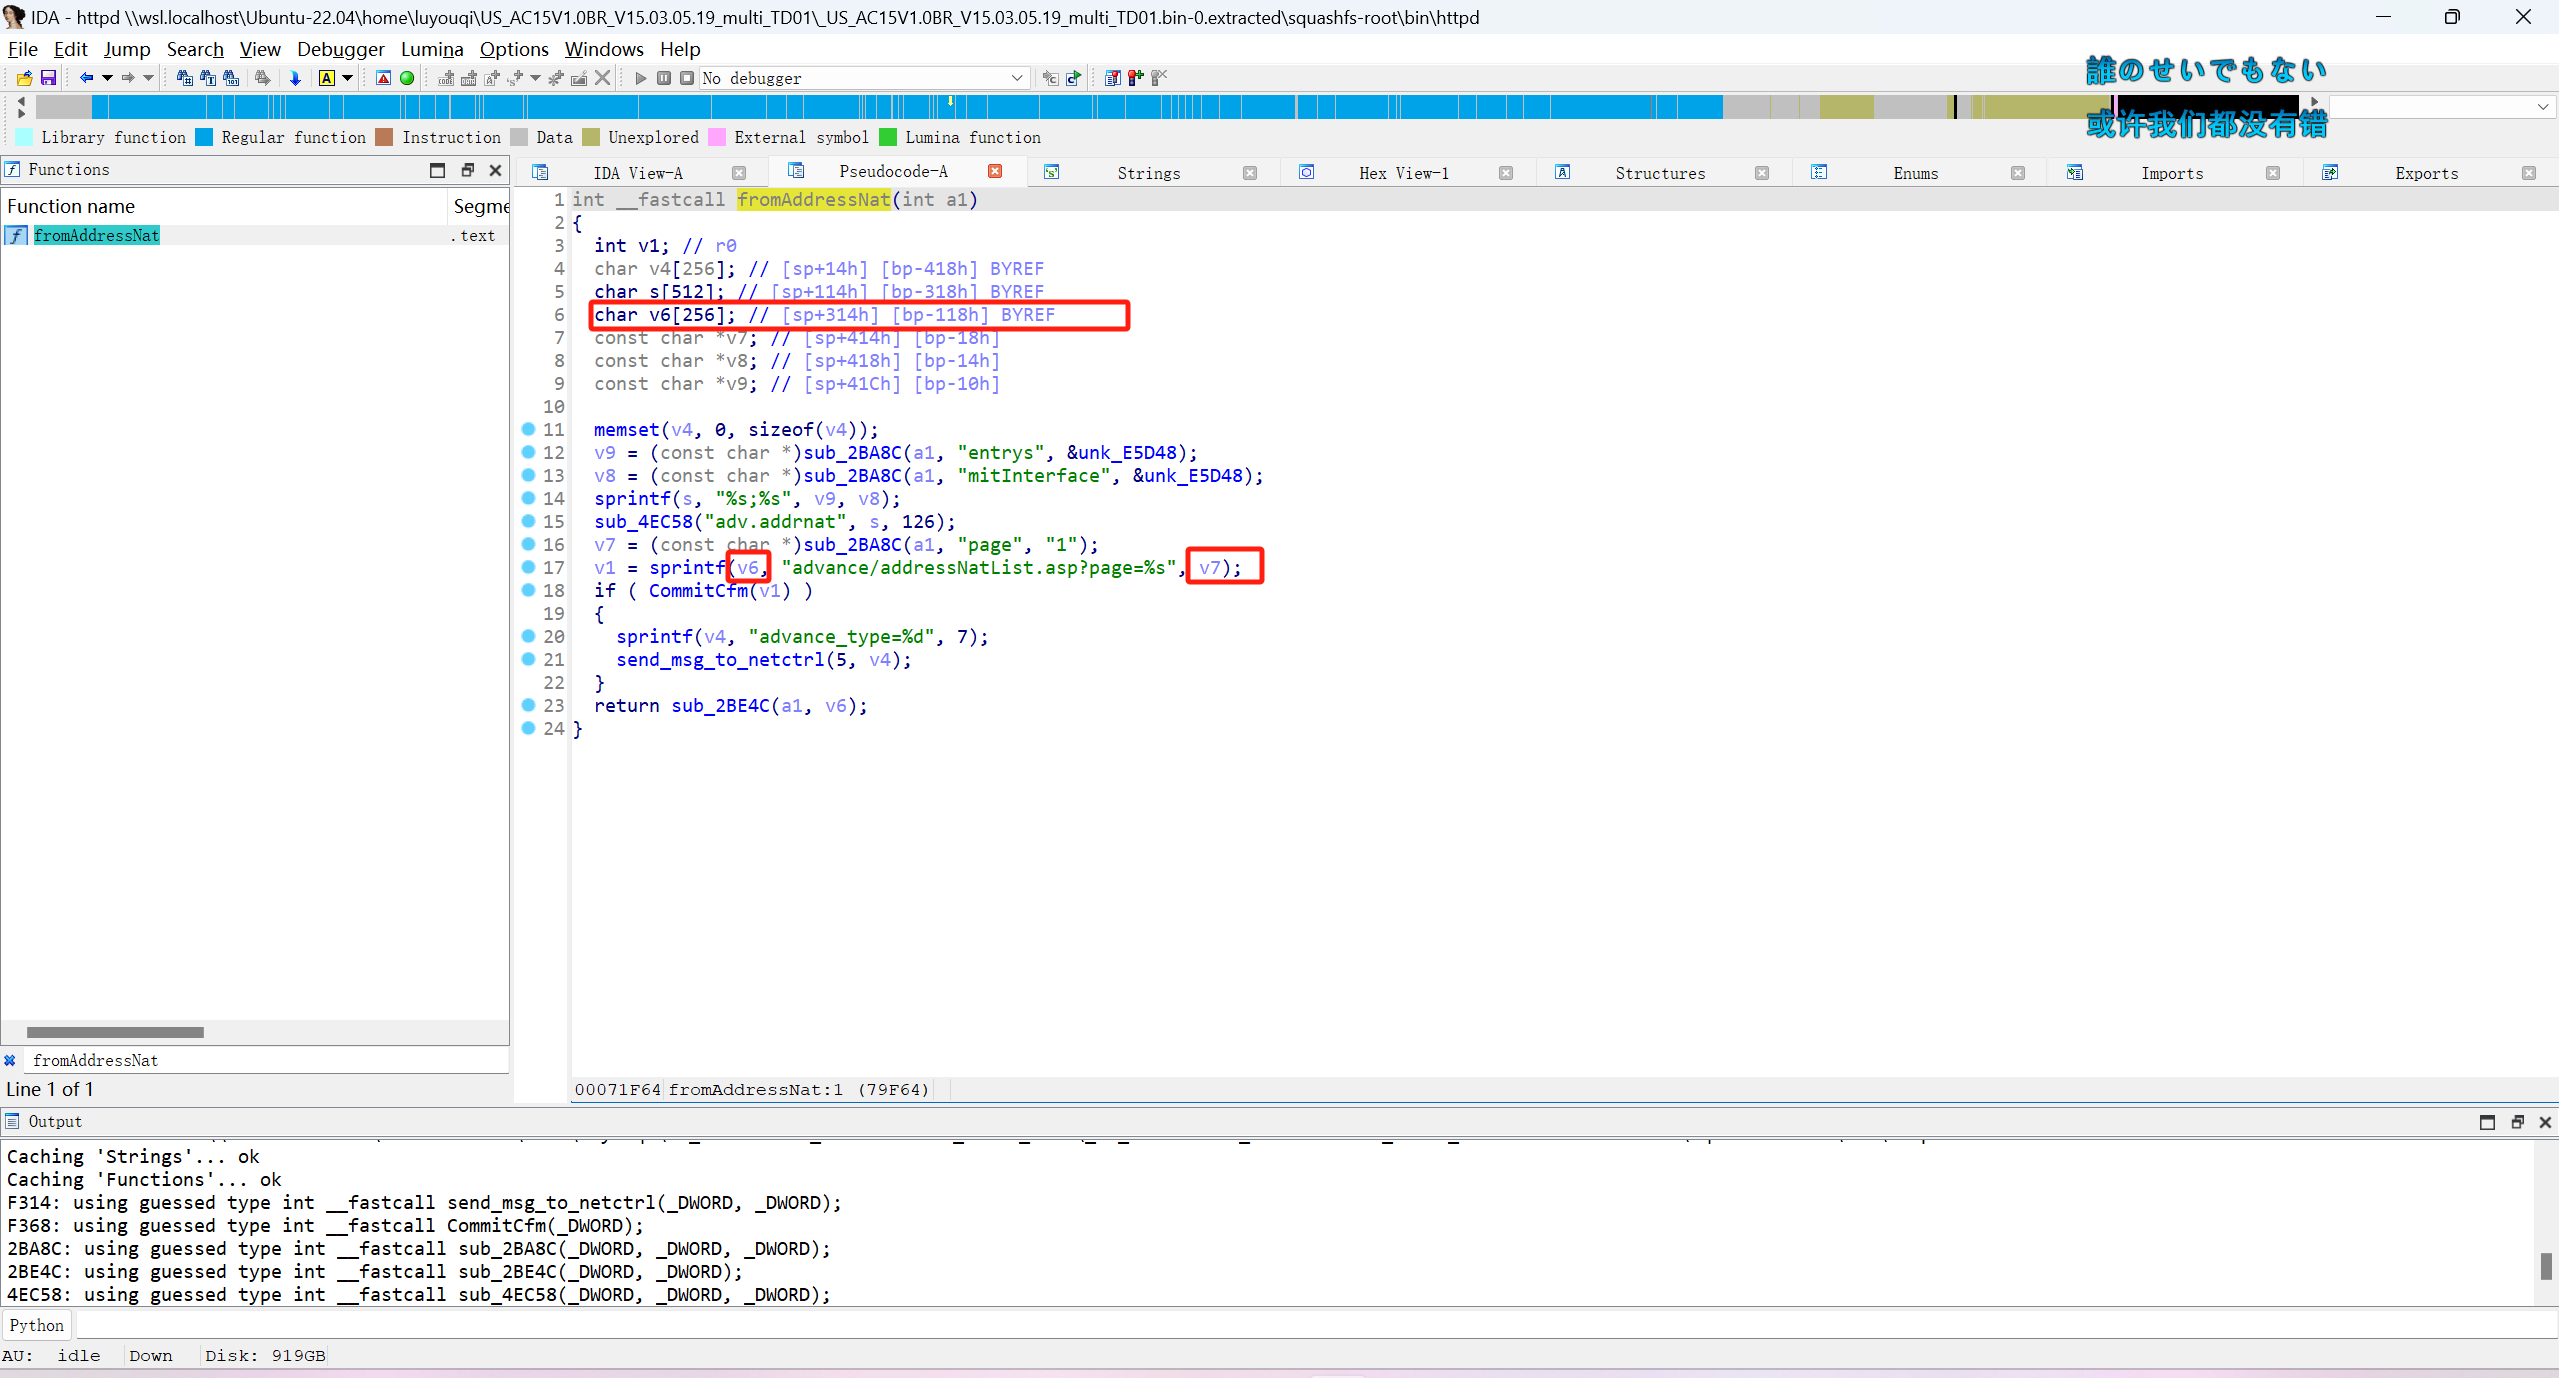 IDA - httpd \\wsl.localhost\Ubuntu-22.04\home\luyouqi\US_AC15V1.0BR_V15.03.05.19_multi_TD01\_US_AC15V1.0BR_V15.03.05.19_multi_TD01.bin-0.extracted\squashfs-root\bin\httpd
File Edit Jump Search View Debugger Lumina Options Windows Help
No debugger
誰のせいでもない
或许我们都没有错
Library function Regular function Instruction Data Unexplored External symbol Lumina function
Functions
IDA View-A Pseudocode-A Strings Hex View-1 Structures Enums Imports Exports
Function name Segme
fromAddressNat .text
1 int __fastcall fromAddressNat(int a1)
2 {
3 int v1; // r0
4 char v4[256]; // [sp+14h] [bp-418h] BYREF
5 char s[512]; // [sp+114h] [bp-318h] BYREF
6 char v6[256]; // [sp+314h] [bp-118h] BYREF
7 const char *v7; // [sp+414h] [bp-18h]
8 const char *v8; // [sp+418h] [bp-14h]
9 const char *v9; // [sp+41Ch] [bp-10h]
10
11 memset(v4, 0, sizeof(v4));
12 v9 = (const char *)sub_2BA8C(a1, "entrys", &unk_E5D48);
13 v8 = (const char *)sub_2BA8C(a1, "mitInterface", &unk_E5D48);
14 sprintf(s, "%s;%s", v9, v8);
15 sub_4EC58("adv.addrnat", s, 126);
16 v7 = (const char *)sub_2BA8C(a1, "page", "1");
17 v1 = sprintf(v6, "advance/addressNatList.asp?page=%s", v7);
18 if ( CommitCfm(v1) )
19 {
20 sprintf(v4, "advance_type=%d", 7);
21 send_msg_to_netctrl(5, v4);
22 }
23 return sub_2BE4C(a1, v6);
24 }
fromAddressNat
Line 1 of 1
00071F64 fromAddressNat:1 (79F64)
Output
Caching 'Strings'... ok
Caching 'Functions'... ok
F314: using guessed type int __fastcall send_msg_to_netctrl(_DWORD, _DWORD);
F368: using guessed type int __fastcall CommitCfm(_DWORD);
2BA8C: using guessed type int __fastcall sub_2BA8C(_DWORD, _DWORD, _DWORD);
2BE4C: using guessed type int __fastcall sub_2BE4C(_DWORD, _DWORD);
4EC58: using guessed type int __fastcall sub_4EC58(_DWORD, _DWORD, _DWORD);
Python
AU: idle Down Disk: 919GB